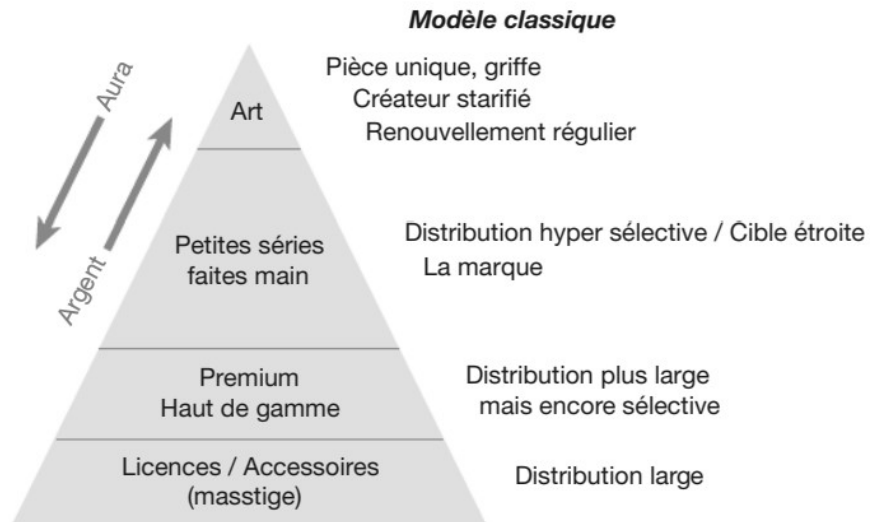 Modèle classique
Aura
Argent
Art
Pièce unique, griffe
Créateur starifié
Renouvellement régulier
Petites séries
faites main
Distribution hyper sélective / Cible étroite
La marque
Premium
Haut de gamme
Distribution plus large
mais encore sélective
Licences / Accessoires
(masstige)
Distribution large